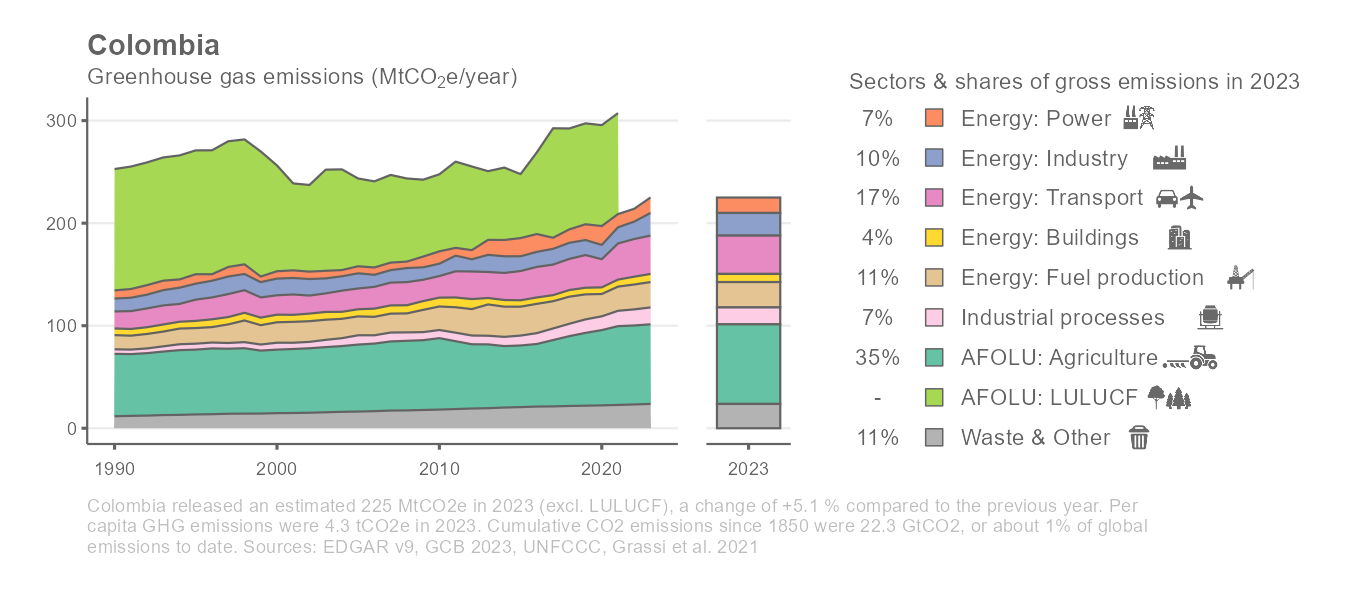 Colombia
Greenhouse gas emissions (MtCO₂e/year)
300
200
100
0
1990
2000
2010
2020
2023
Sectors & shares of gross emissions in 2023
7% Energy: Power
10% Energy: Industry
17% Energy: Transport
4% Energy: Buildings
11% Energy: Fuel production
7% Industrial processes
35% AFOLU: Agriculture
- AFOLU: LULUCF
11% Waste & Other
Colombia released an estimated 225 MtCO2e in 2023 (excl. LULUCF), a change of +5.1 % compared to the previous year. Per
capita GHG emissions were 4.3 tCO2e in 2023. Cumulative CO2 emissions since 1850 were 22.3 GtCO2, or about 1% of global
emissions to date. Sources: EDGAR v9, GCB 2023, UNFCCC, Grassi et al. 2021